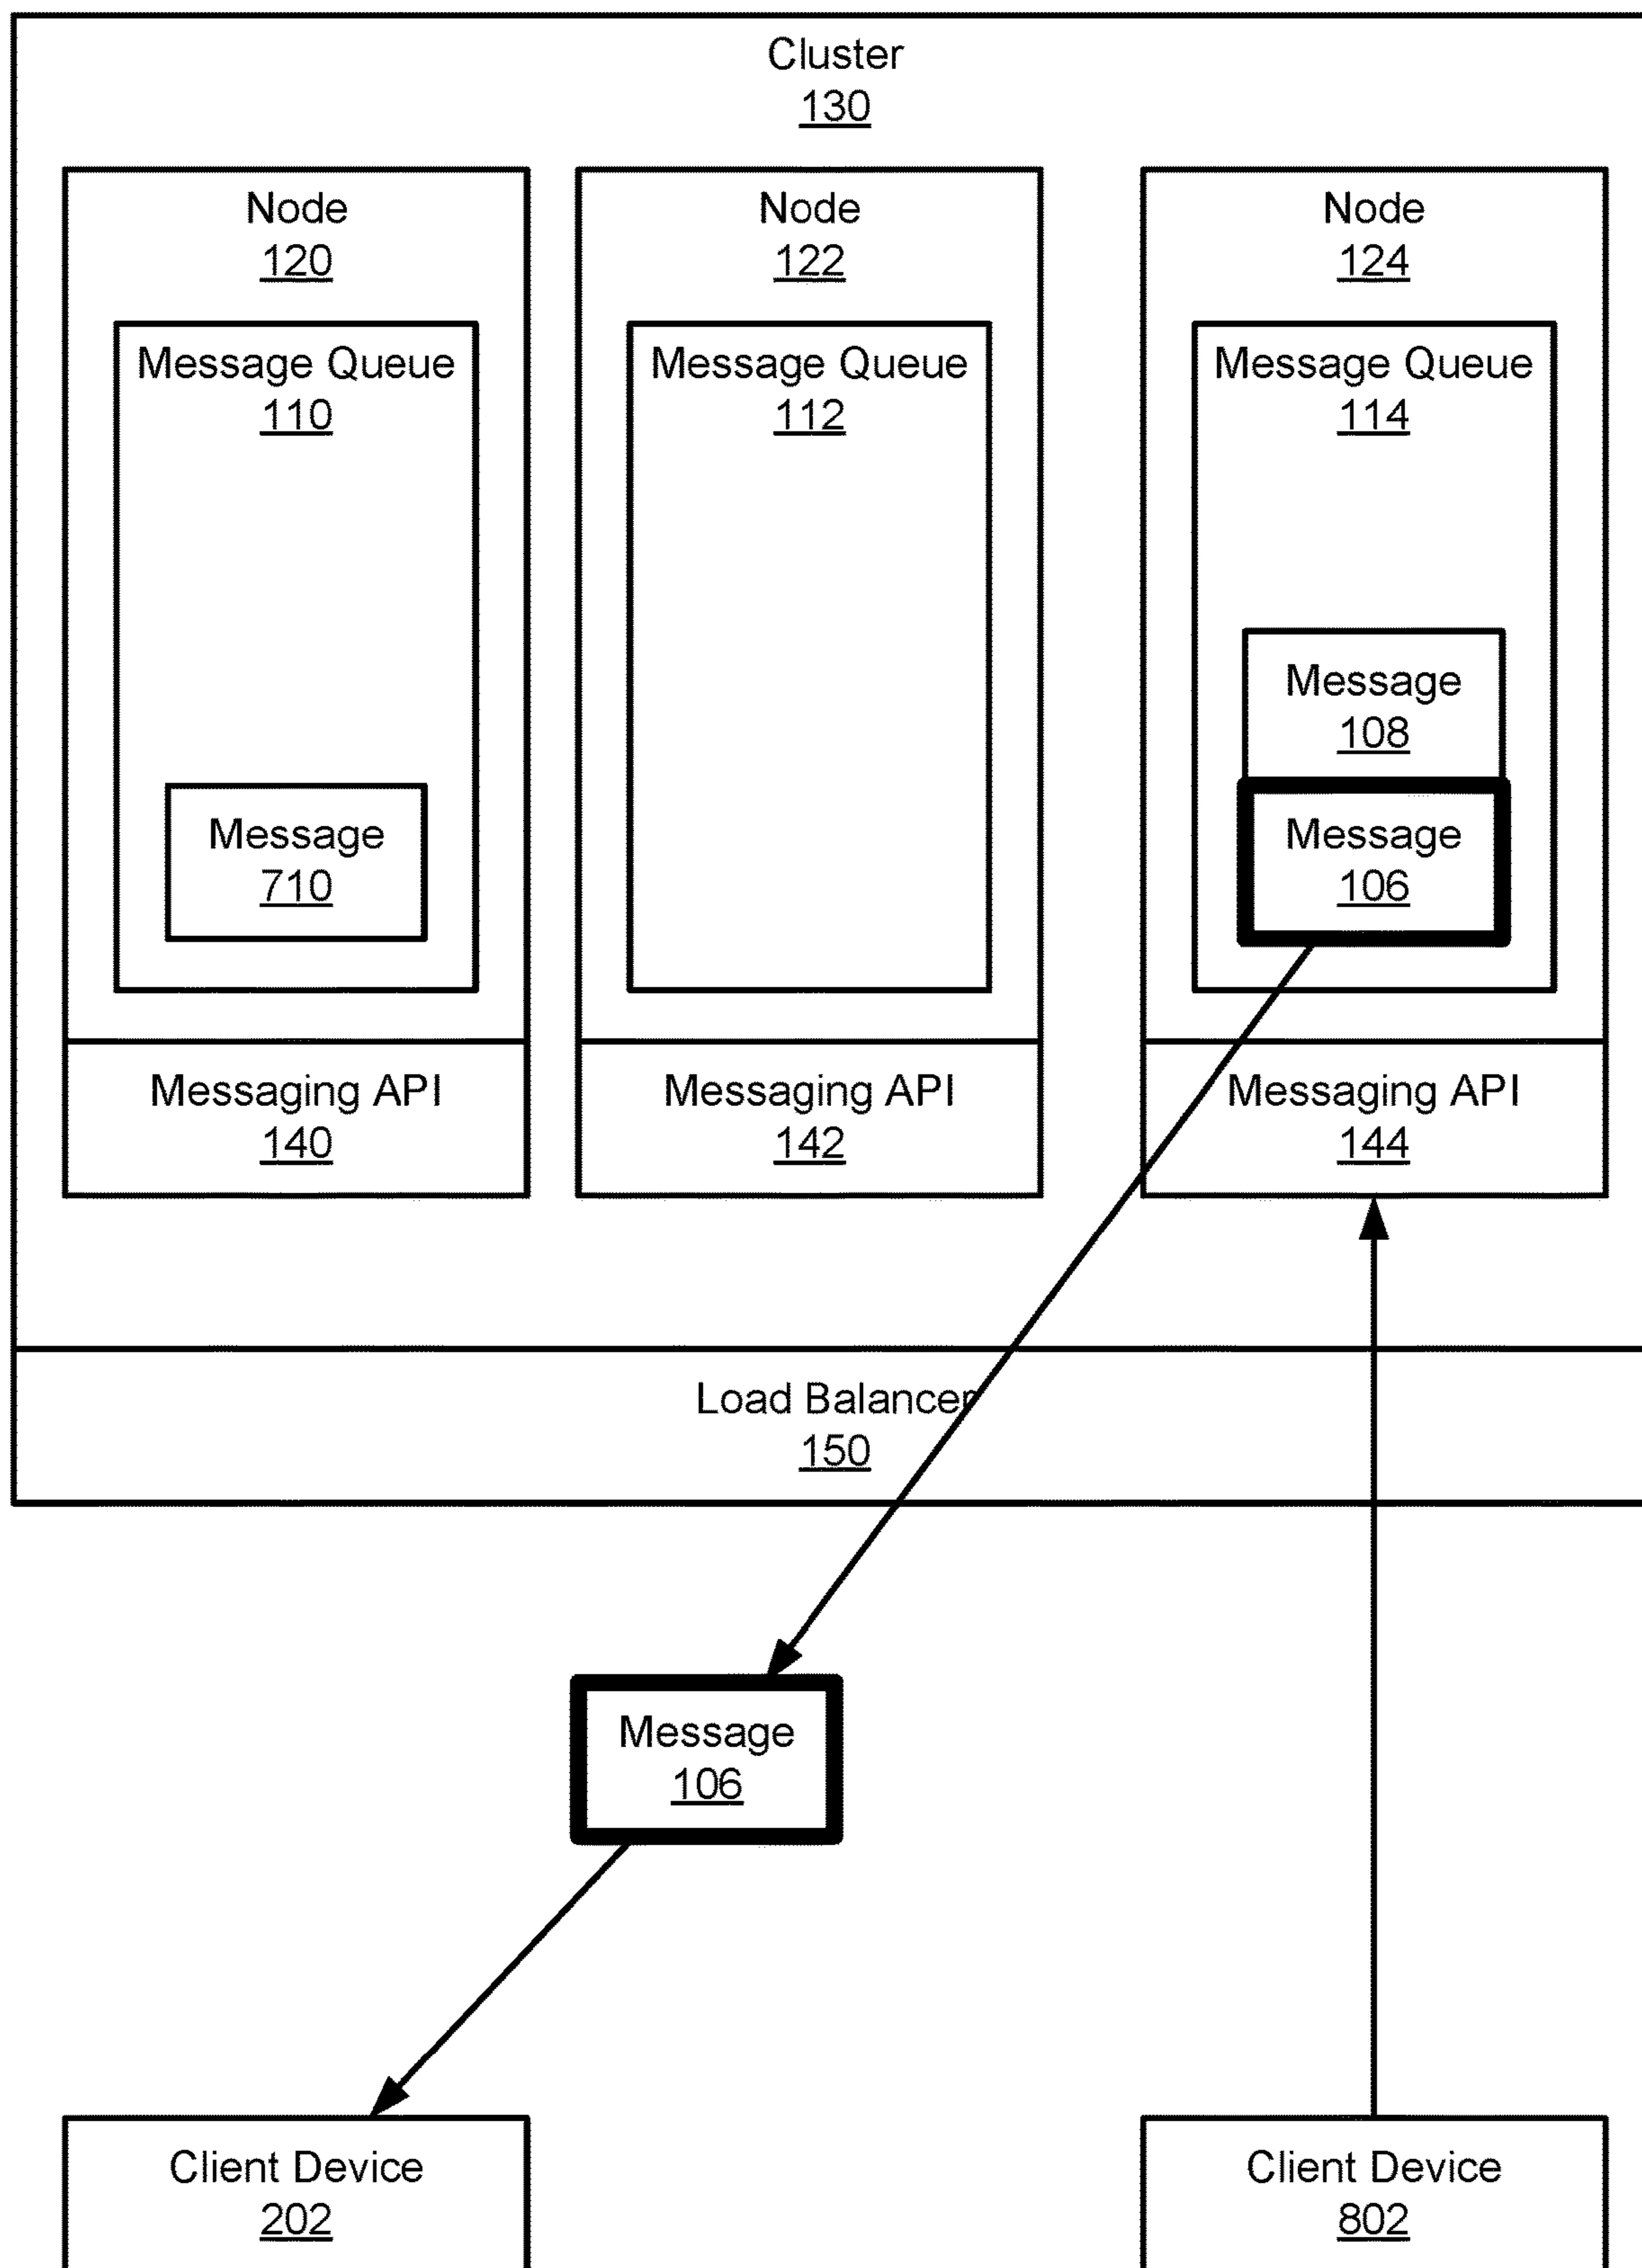 Cluster
130
Node
120
Node
122
Node
124
Message Queue
110
Message Queue
112
Message Queue
114
Message
108
Message
710
Message
106
Messaging API
140
Messaging API
142
Messaging API
144
Load Balancer
150
Message
106
Client Device
202
Client Device
802